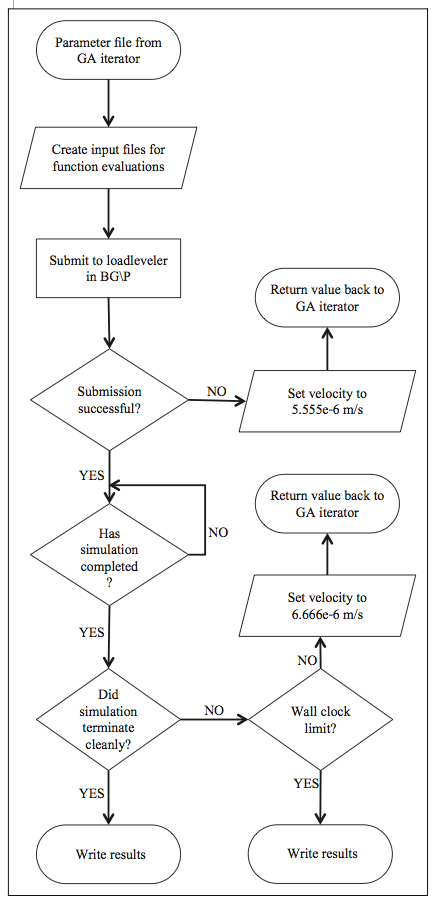 Parameter file from
GA iterator
Create input files for
function evaluations
Submit to loadleveler
in BG\P
Return value back to
GA iterator
Submission
successful?
NO
Set velocity to
5.555e-6 m/s
YES
Has
simulation
completed
?
NO
Return value back to
GA iterator
Set velocity to
6.666e-6 m/s
YES
NO
Did
simulation
terminate
cleanly?
NO
Wall clock
limit?
YES
YES
Write results
Write results